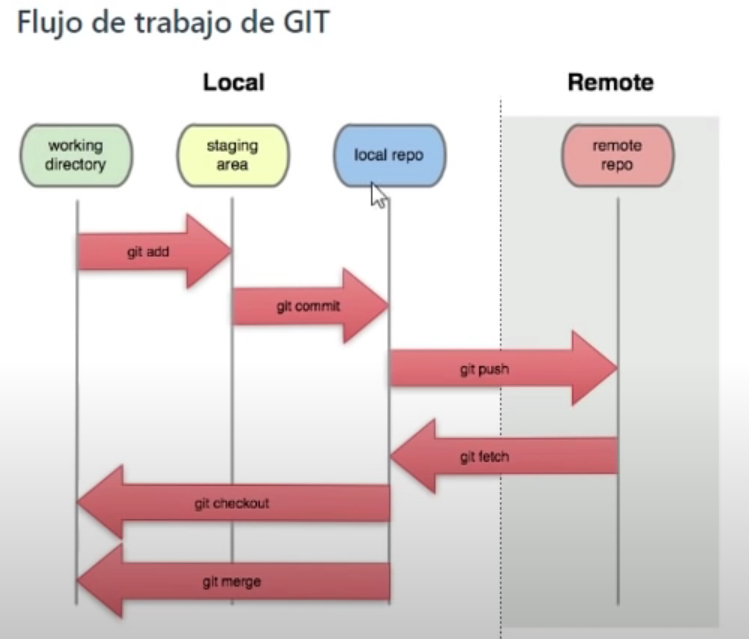 Flujo de trabajo de GIT
Local
Remote
working
directory
staging
area
local repo
remote
repo
git add
git commit
git push
git fetch
git checkout
git merge